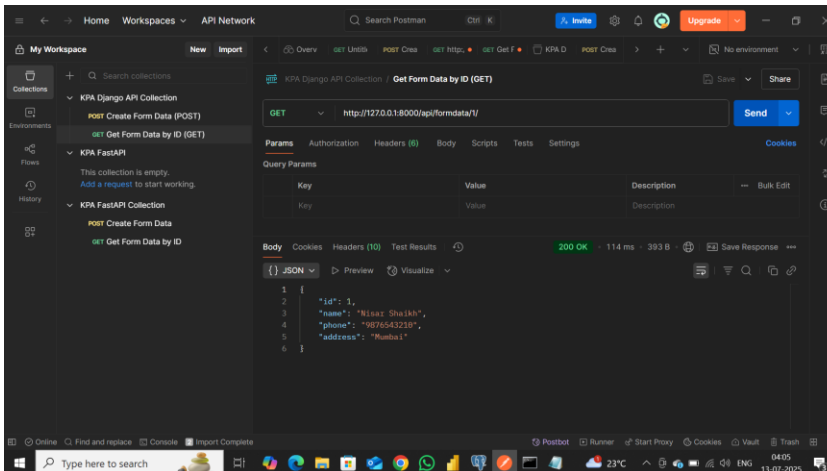 Home Workspaces API Network Search Postman Ctrl K Invite Upgrade
My Workspace New Import Overv GET Untitl POST Crea GET http:. GET Get F KPA D POST Crea No environment
Collections Search collections KPA Django API Collection / Get Form Data by ID (GET) Save Share
KPA Django API Collection
POST Create Form Data (POST) GET http://127.0.0.1:8000/api/formdata/1/ Send
Environments GET Get Form Data by ID (GET)
Flows KPA FastAPI Params Authorization Headers (6) Body Scripts Tests Settings Cookies
This collection is empty. Query Params
Add a request to start working. Key Value Description Bulk Edit
History KPA FastAPI Collection Key Value Description
POST Create Form Data
GET Get Form Data by ID Body Cookies Headers (10) Test Results 200 OK 114 ms 393 B Save Response
{} JSON Preview Visualize
1 {
2 "id": 1,
3 "name": "Nisar Shaikh",
4 "phone": "9876543210",
5 "address": "Mumbai"
6 }
Online Find and replace Console Import Complete Postbot Runner Start Proxy Cookies Vault Trash
Type here to search 23°C ENG 04:05
13-07-2025